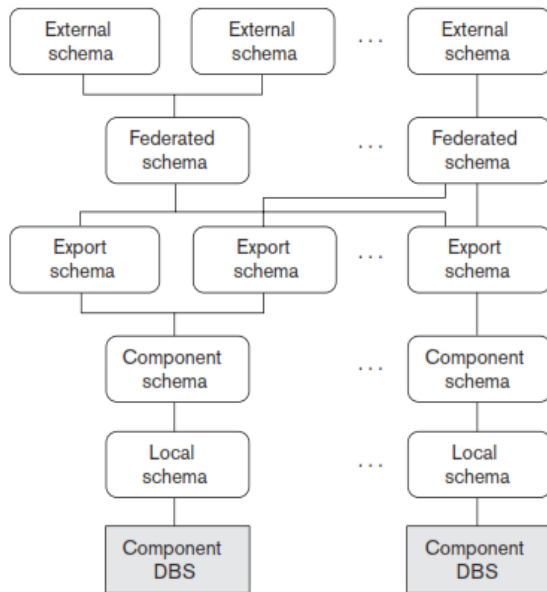 External
schema
External
schema
. . .
External
schema
Federated
schema
. . .
Federated
schema
Export
schema
Export
schema
. . .
Export
schema
Component
schema
. . .
Component
schema
Local
schema
. . .
Local
schema
Component
DBS
Component
DBS